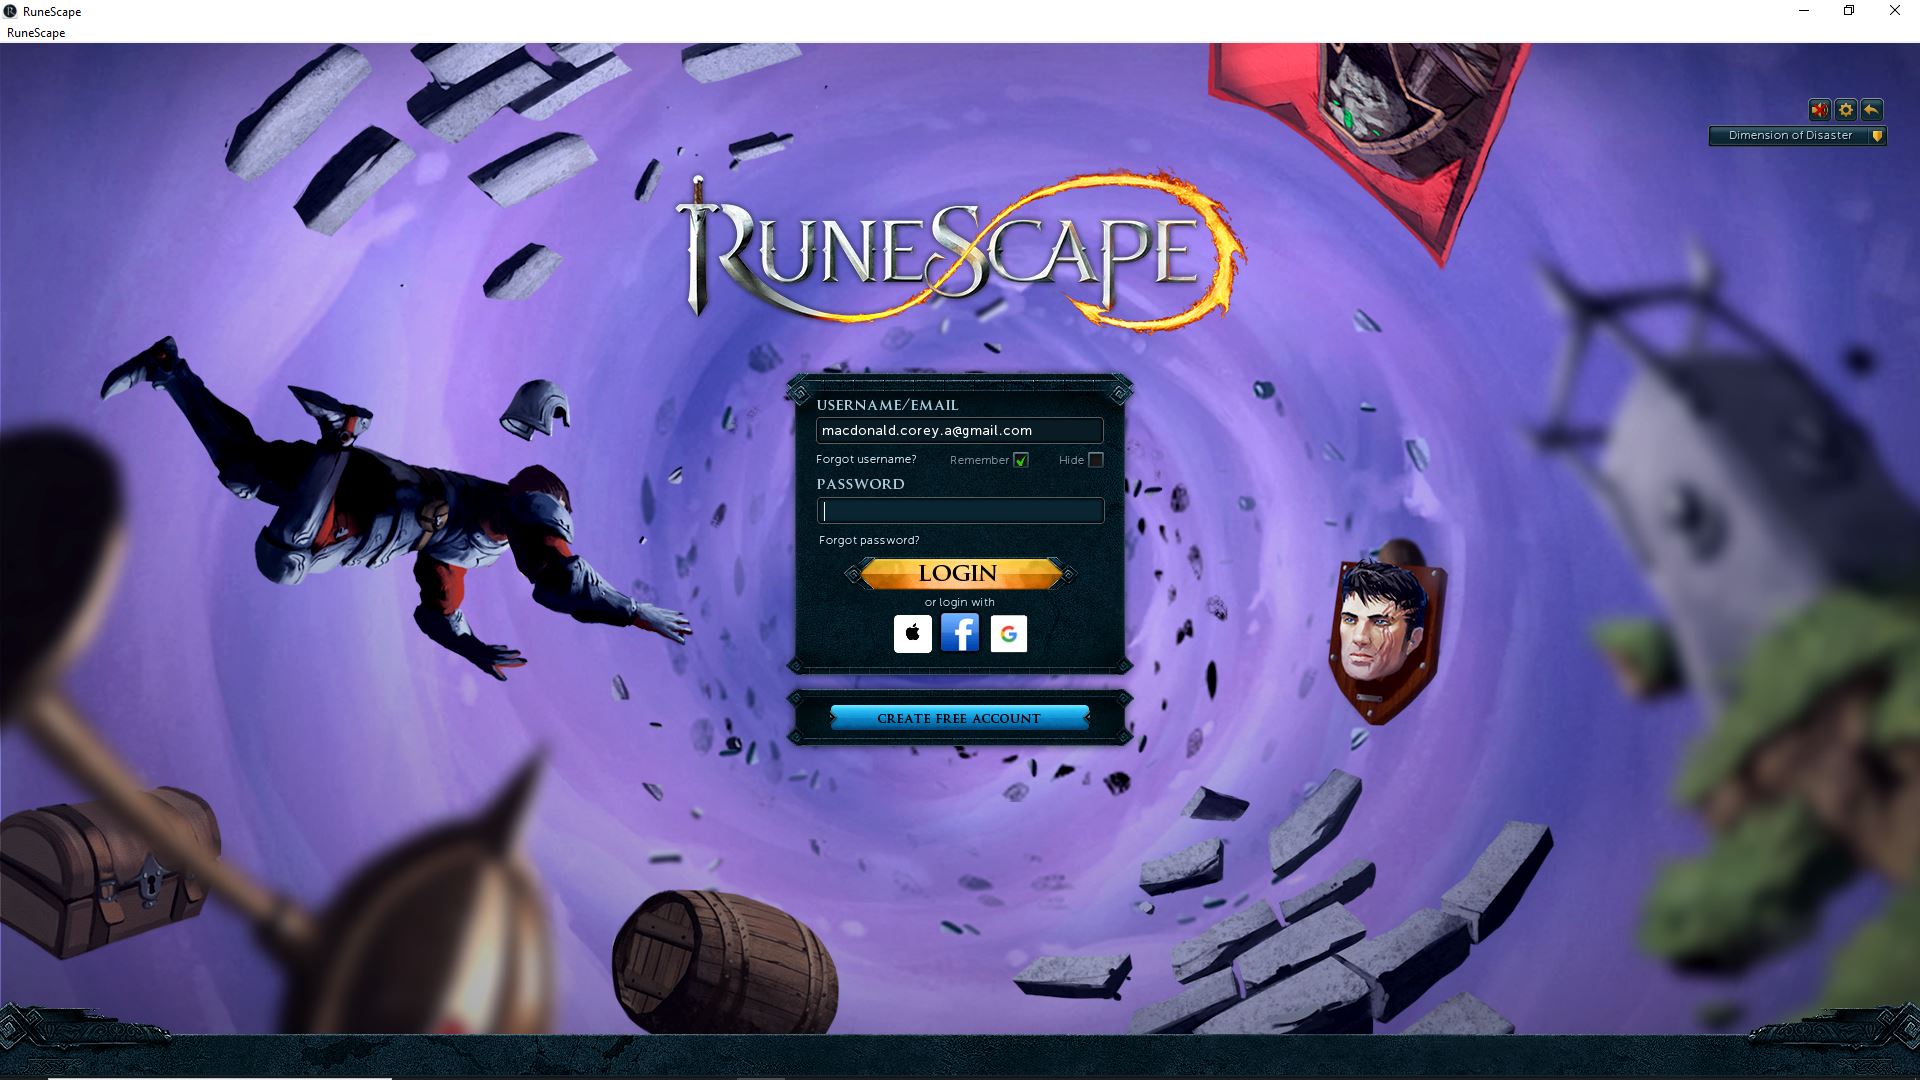 RuneScape
RuneScape
Dimension of Disaster
RUNESCAPE
USERNAME/EMAIL
macdonald.corey.a@gmail.com
Forgot username? Remember Hide
PASSWORD
Forgot password?
LOGIN
or login with
CREATE FREE ACCOUNT